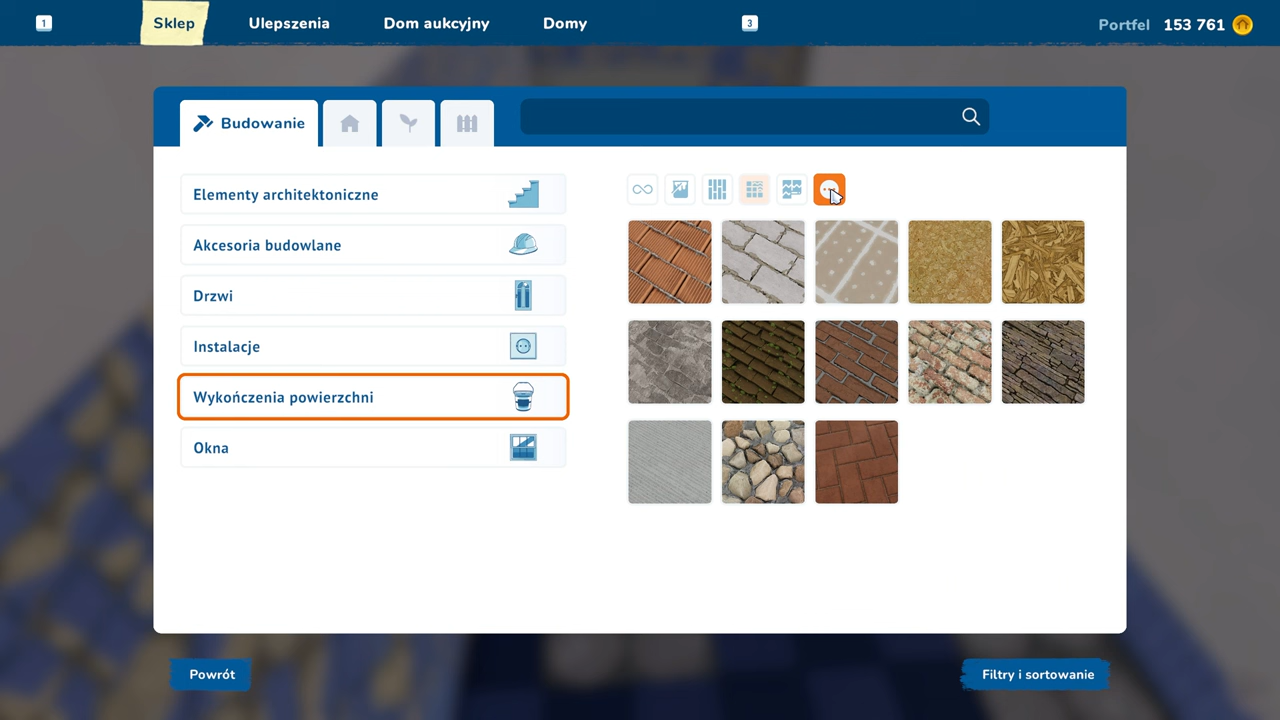 1
Sklep
Ulepszenia
Dom aukcyjny
Domy
3
Portfel 153 761
Budowanie
Elementy architektoniczne
Akcesoria budowlane
Drzwi
Instalacje
Wykończenia powierzchni
Okna
Powrót
Filtry i sortowanie